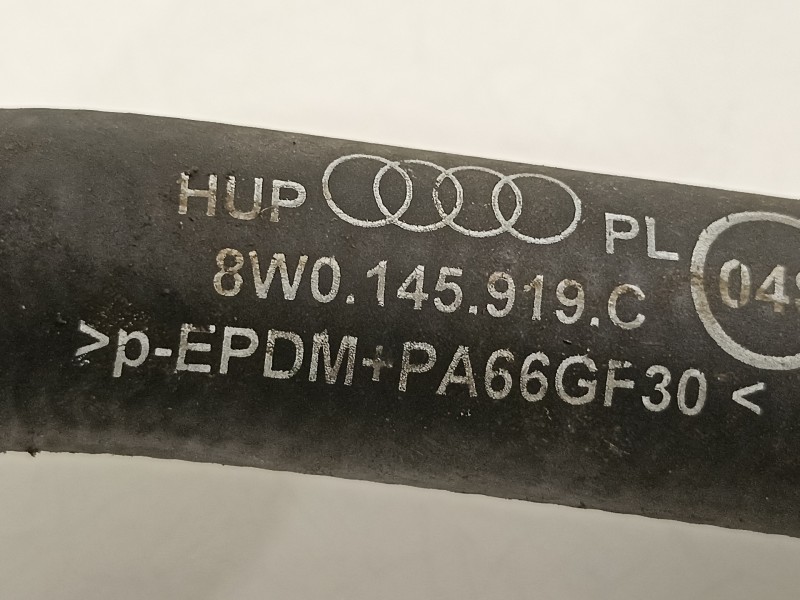 HUP PL
8W0.145.919.C
>p-EPDM+PA66GF30<